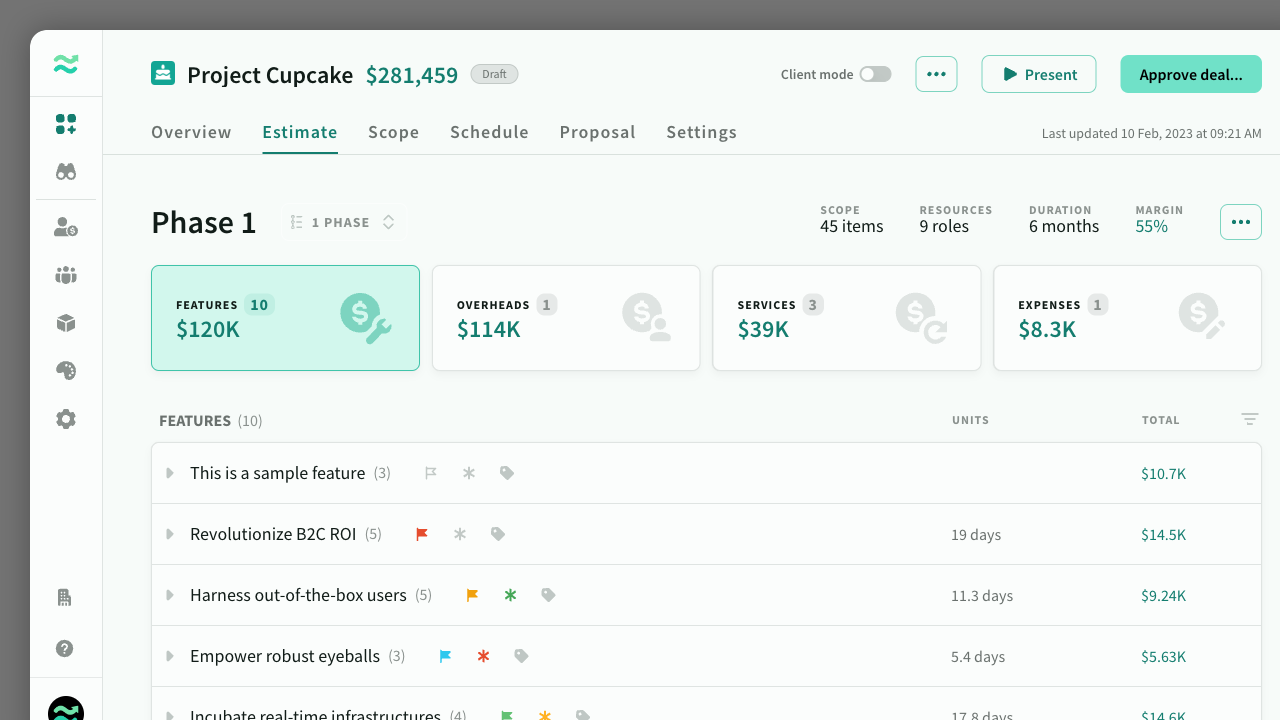 Project Cupcake $281,459 Draft
Client mode
Present
Approve deal...
Overview Estimate Scope Schedule Proposal Settings
Last updated 10 Feb, 2023 at 09:21 AM
Phase 1
1 PHASE
SCOPE
45 items
RESOURCES
9 roles
DURATION
6 months
MARGIN
55%
FEATURES 10
$120K
OVERHEADS 1
$114K
SERVICES 3
$39K
EXPENSES 1
$8.3K
FEATURES (10) UNITS TOTAL
This is a sample feature (3) $10.7K
Revolutionize B2C ROI (5) 19 days $14.5K
Harness out-of-the-box users (5) 11.3 days $9.24K
Empower robust eyeballs (3) 5.4 days $5.63K
Incubate real-time infrastructures (4) 17.8 days $14.6K